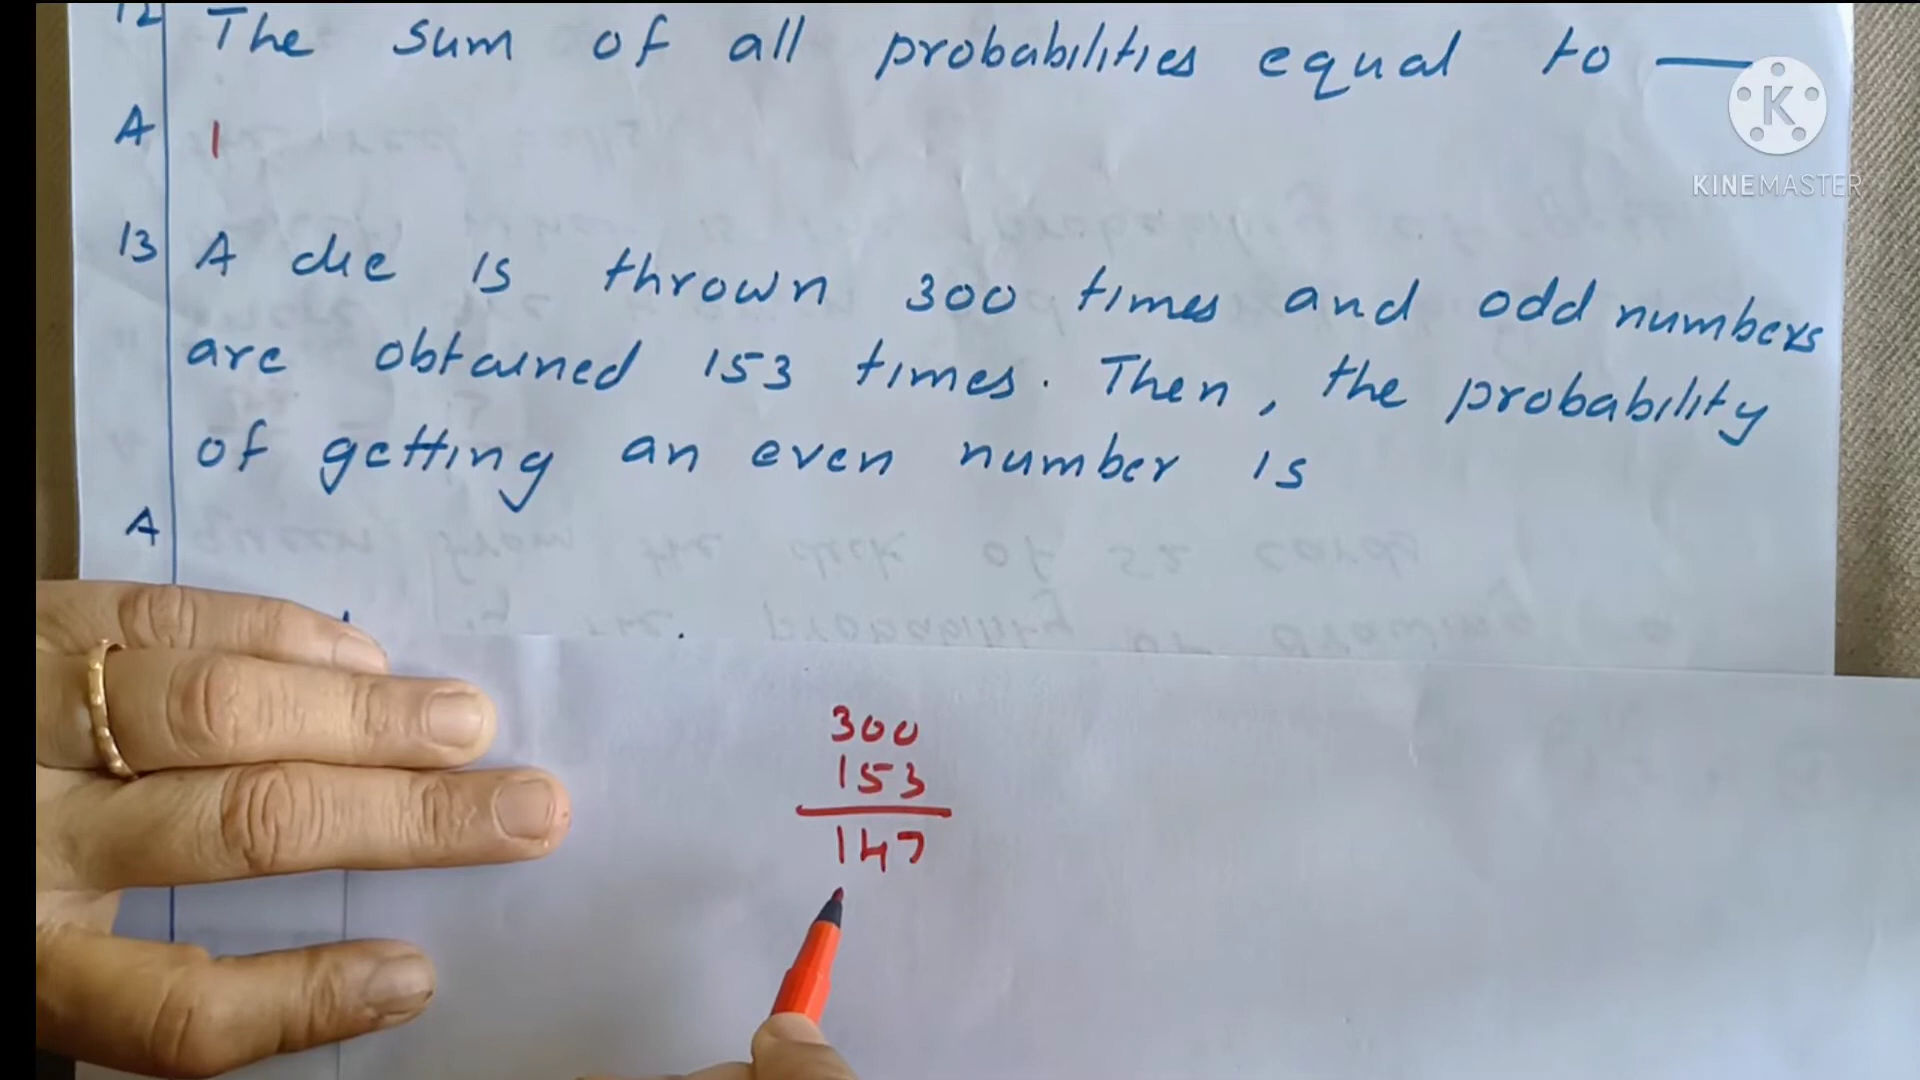 12 The sum of all probabilities equal to ——
A 1
13 A die is thrown 300 times and odd numbers
are obtained 153 times. Then, the probability
of getting an even number is
A
300
153
147
KINEMASTER